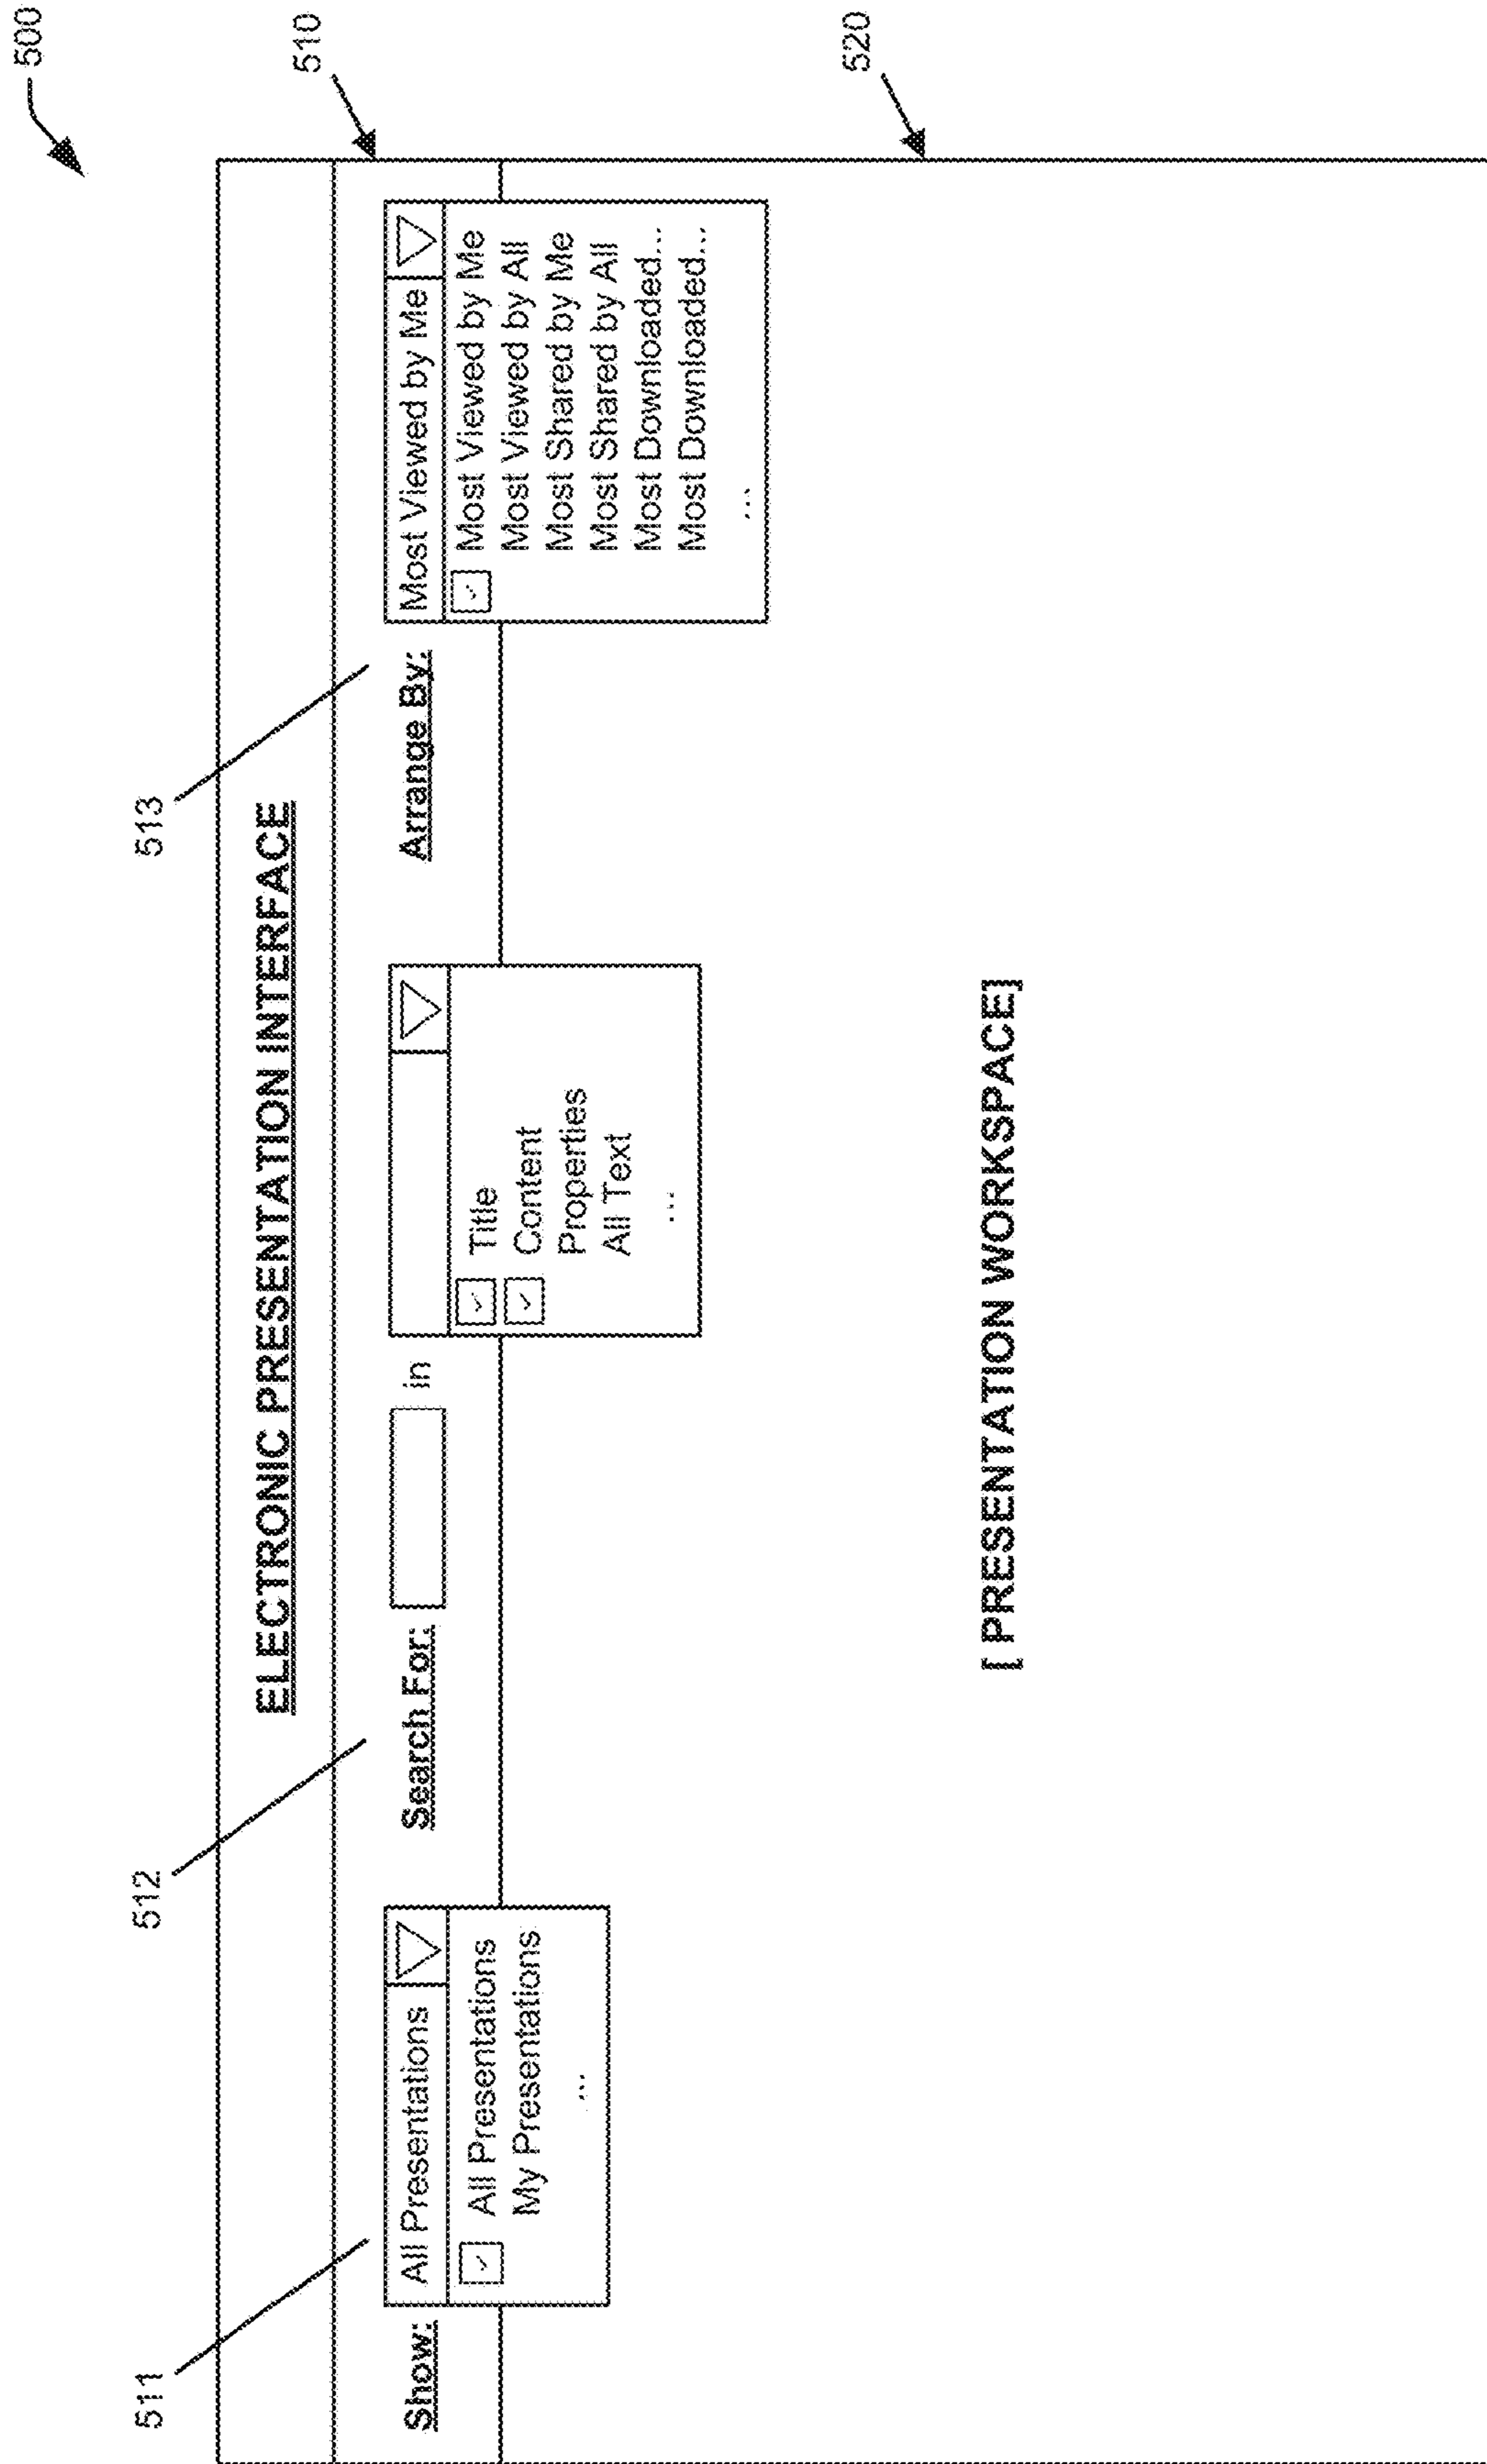 500
ELECTRONIC PRESENTATION INTERFACE
510
511
512
513
Show:
All Presentations
All Presentations
My Presentations
...
Search For:
in
Title
Content
Properties
All Text
...
Arrange By:
Most Viewed by Me
Most Viewed by Me
Most Viewed by All
Most Shared by Me
Most Shared by All
Most Downloaded...
Most Downloaded...
...
520
[ PRESENTATION WORKSPACE]